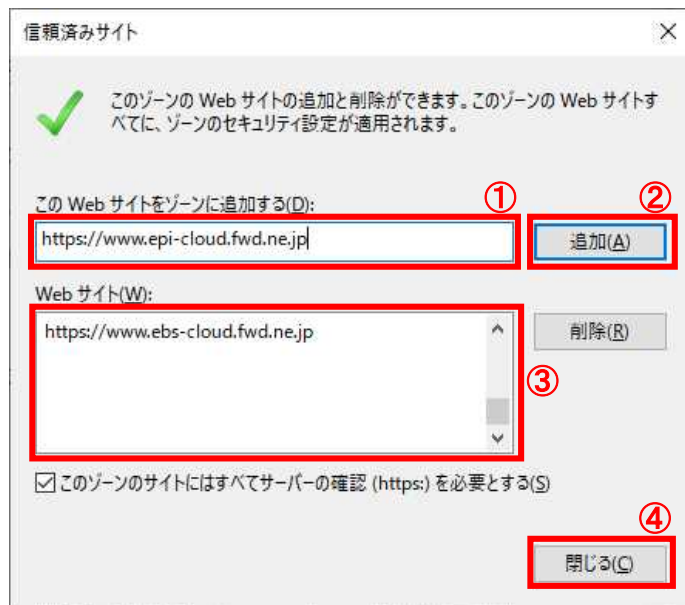 信頼済みサイト
このゾーンの Web サイトの追加と削除ができます。このゾーンの Web サイトす
べてに、ゾーンのセキュリティ設定が適用されます。
この Web サイトをゾーンに追加する(D):
①
②
https://www.epi-cloud.fwd.ne.jp
追加(A)
Web サイト(W):
https://www.ebs-cloud.fwd.ne.jp
削除(R)
③
このゾーンのサイトにはすべてサーバーの確認 (https:) を必要とする(S)
④
閉じる(C)